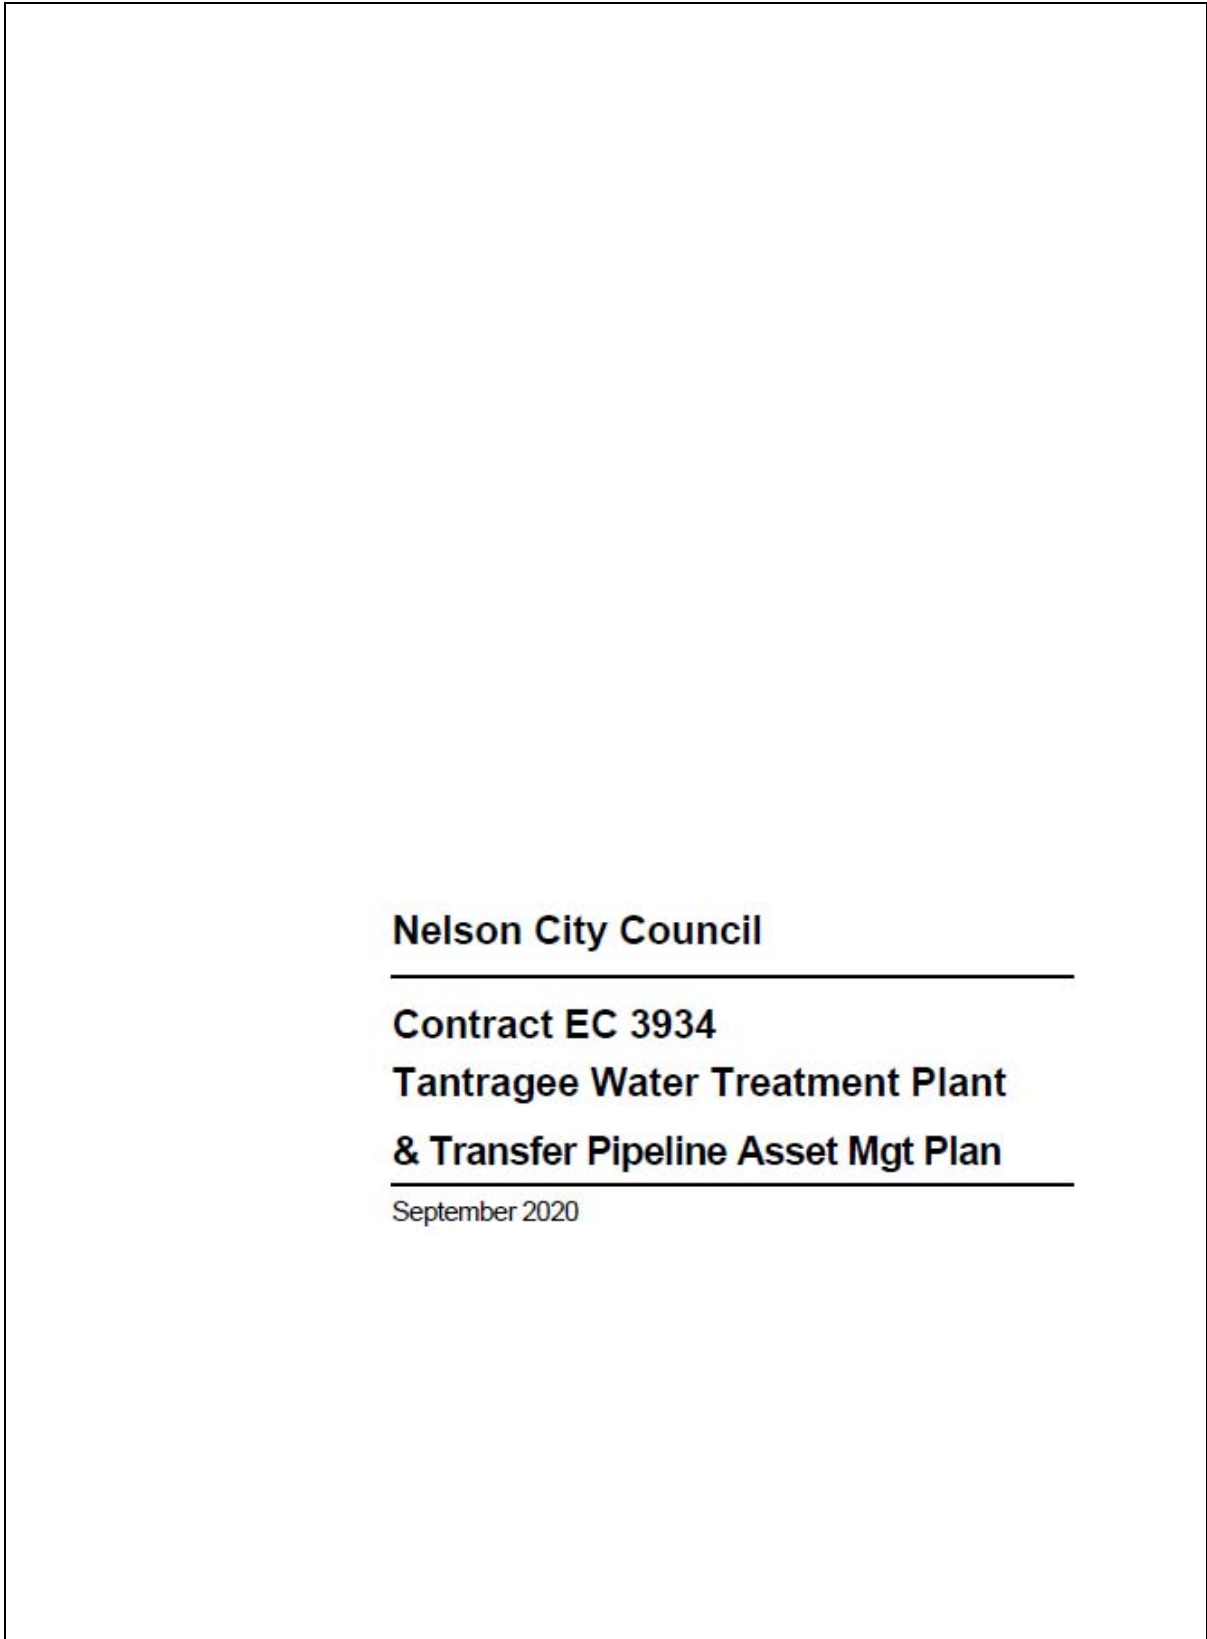 Nelson City Council
Contract EC 3934
Tantragee Water Treatment Plant
& Transfer Pipeline Asset Mgt Plan
September 2020